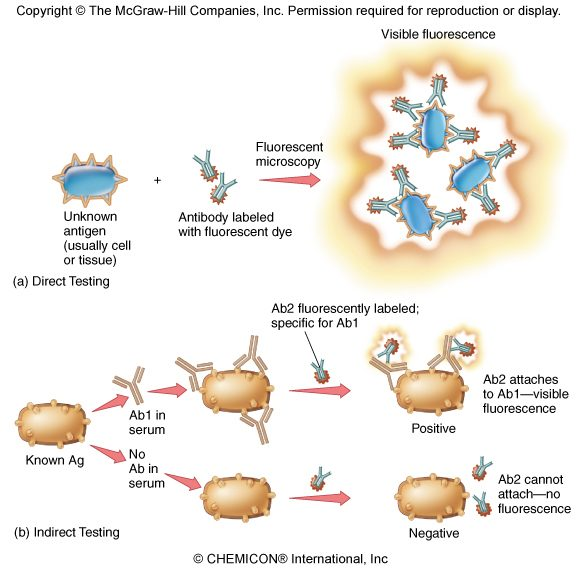 Copyright © The McGraw-Hill Companies, Inc. Permission required for reproduction or display.
Visible fluorescence
Fluorescent
microscopy
+
Unknown
antigen
(usually cell
or tissue)
Antibody labeled
with fluorescent dye
(a) Direct Testing
Ab2 fluorescently labeled;
specific for Ab1
Ab1 in
serum
Ab2 attaches
to Ab1—visible
fluorescence
Positive
Known Ag
No
Ab in
serum
Ab2 cannot
attach—no
fluorescence
Negative
(b) Indirect Testing
© CHEMICON® International, Inc